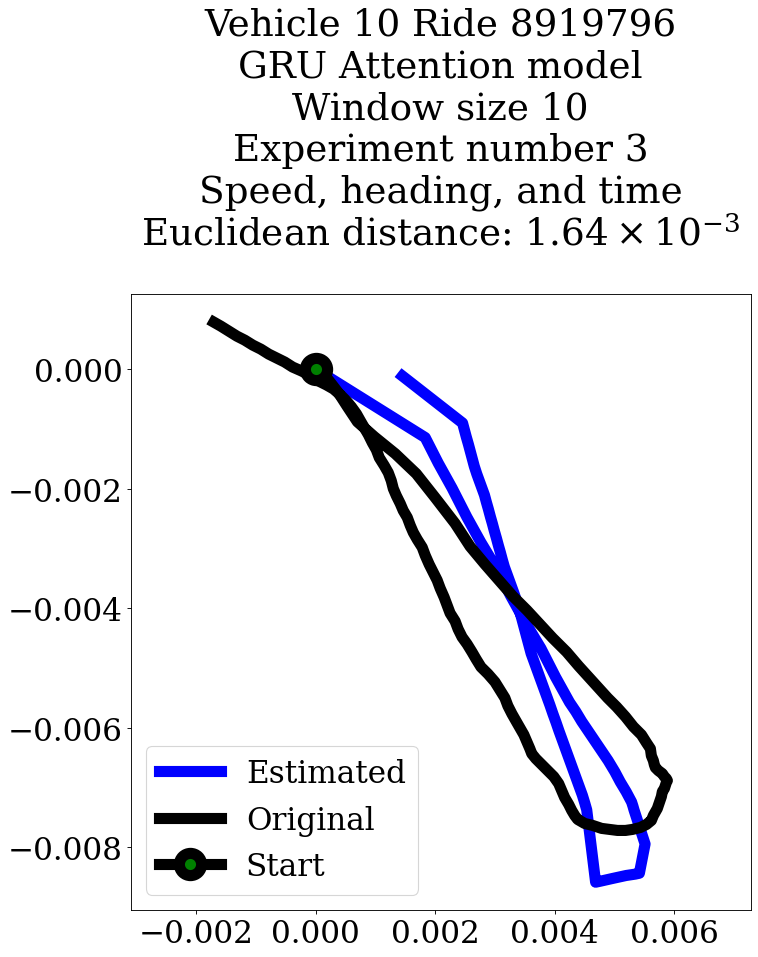 Vehicle 10 Ride 8919796
GRU Attention model
Window size 10
Experiment number 3
Speed, heading, and time
Euclidean distance: 1.64 × 10⁻³
0.000
−0.002
−0.004
−0.006
−0.008
Estimated
Original
Start
−0.002 0.000 0.002 0.004 0.006